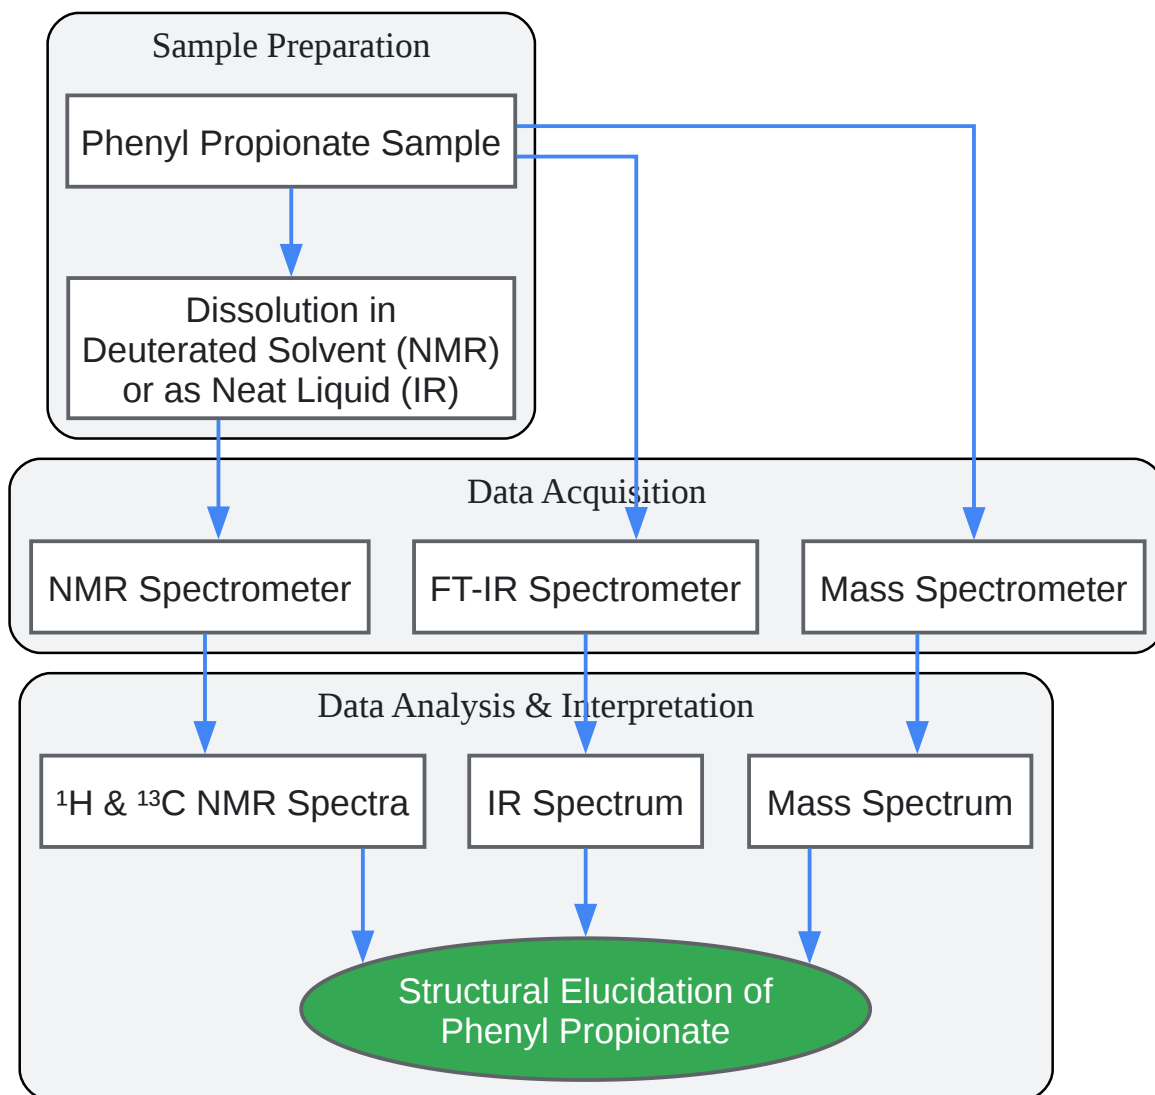 Sample Preparation
Phenyl Propionate Sample
Dissolution in
Deuterated Solvent (NMR)
or as Neat Liquid (IR)
Data Acquisition
NMR Spectrometer
FT-IR Spectrometer
Mass Spectrometer
Data Analysis & Interpretation
¹H & ¹³C NMR Spectra
IR Spectrum
Mass Spectrum
Structural Elucidation of
Phenyl Propionate